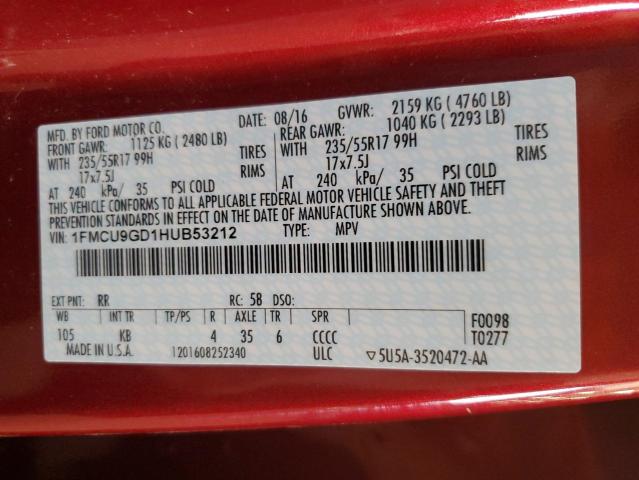 MFD. BY FORD MOTOR CO.
DATE: 08/16 GVWR: 2159 KG ( 4760 LB)
FRONT GAWR: 1125 KG ( 2480 LB)
REAR GAWR: 1040 KG ( 2293 LB)
WITH 235/55R17 99H TIRES
17x7.5J RIMS
AT 240 kPa/ 35 PSI COLD
WITH 235/55R17 99H TIRES
17x7.5J RIMS
AT 240 kPa/ 35 PSI COLD
THIS VEHICLE CONFORMS TO ALL APPLICABLE FEDERAL MOTOR VEHICLE SAFETY AND THEFT
PREVENTION STANDARDS IN EFFECT ON THE DATE OF MANUFACTURE SHOWN ABOVE.
VIN: 1FMCU9GD1HUB53212 TYPE: MPV
EXT PNT: RR RC: 58 DSO:
WB INT TR TP/PS R AXLE TR SPR
105 KB 4 35 6 CCCC
F0098
T0277
MADE IN U.S.A. 1201608252340 ULC ▽5U5A-3520472-AA